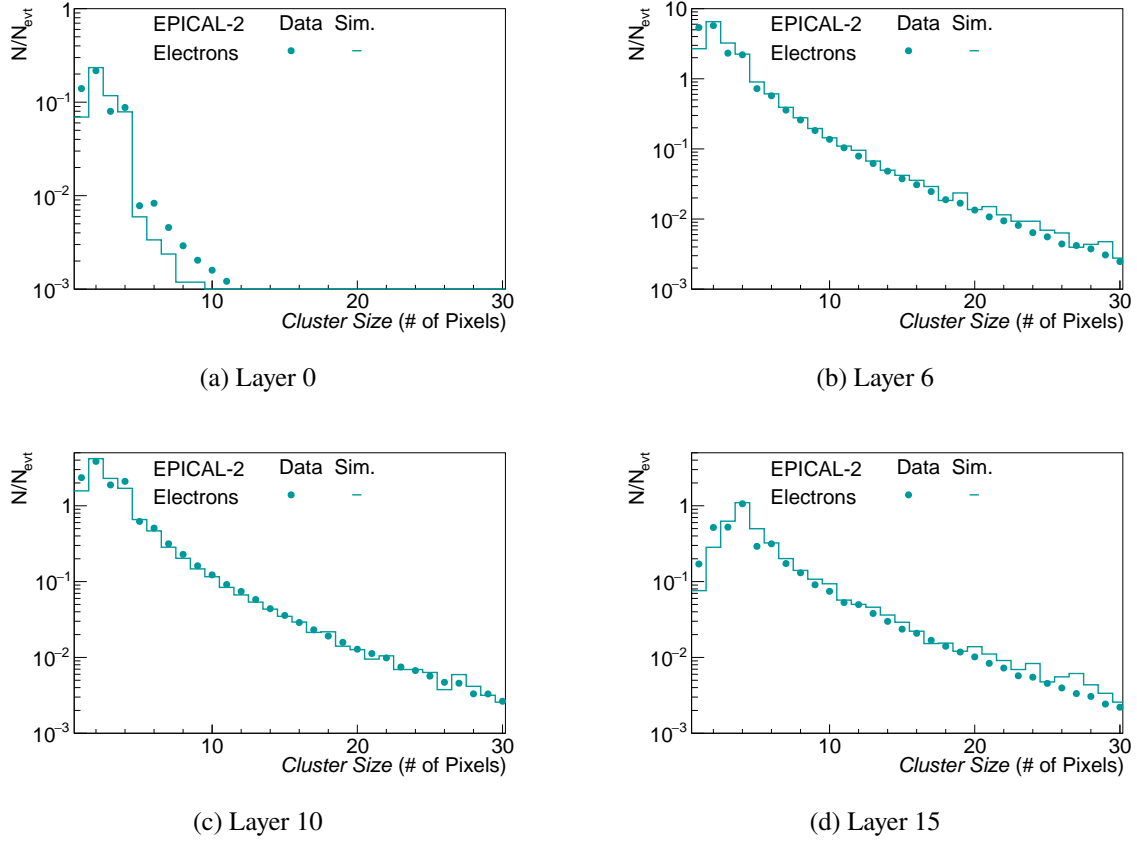 N/N_evt
1
10⁻¹
10⁻²
10⁻³
EPICAL-2 Data Sim.
Electrons
10 20 30
Cluster Size (# of Pixels)
(a) Layer 0
N/N_evt
10
1
10⁻¹
10⁻²
10⁻³
EPICAL-2 Data Sim.
Electrons
10 20 30
Cluster Size (# of Pixels)
(b) Layer 6
N/N_evt
1
10⁻¹
10⁻²
10⁻³
EPICAL-2 Data Sim.
Electrons
10 20 30
Cluster Size (# of Pixels)
(c) Layer 10
N/N_evt
1
10⁻¹
10⁻²
10⁻³
EPICAL-2 Data Sim.
Electrons
10 20 30
Cluster Size (# of Pixels)
(d) Layer 15